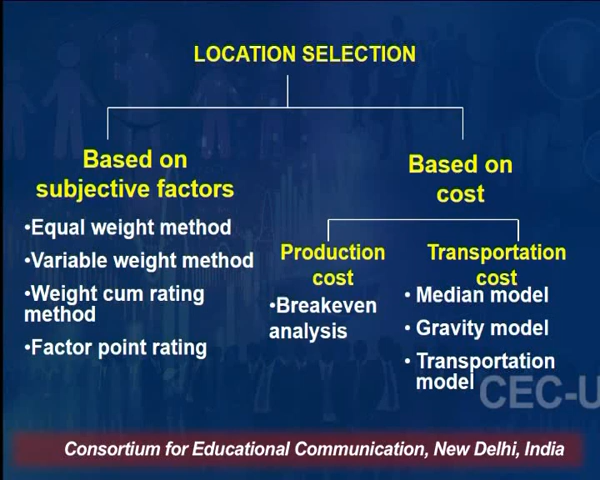 LOCATION SELECTION
Based on
subjective factors
•Equal weight method
•Variable weight method
•Weight cum rating
method
•Factor point rating
Based on
cost
Production
cost
•Breakeven
analysis
Transportation
cost
• Median model
• Gravity model
• Transportation
model
CEC-U
Consortium for Educational Communication, New Delhi, India